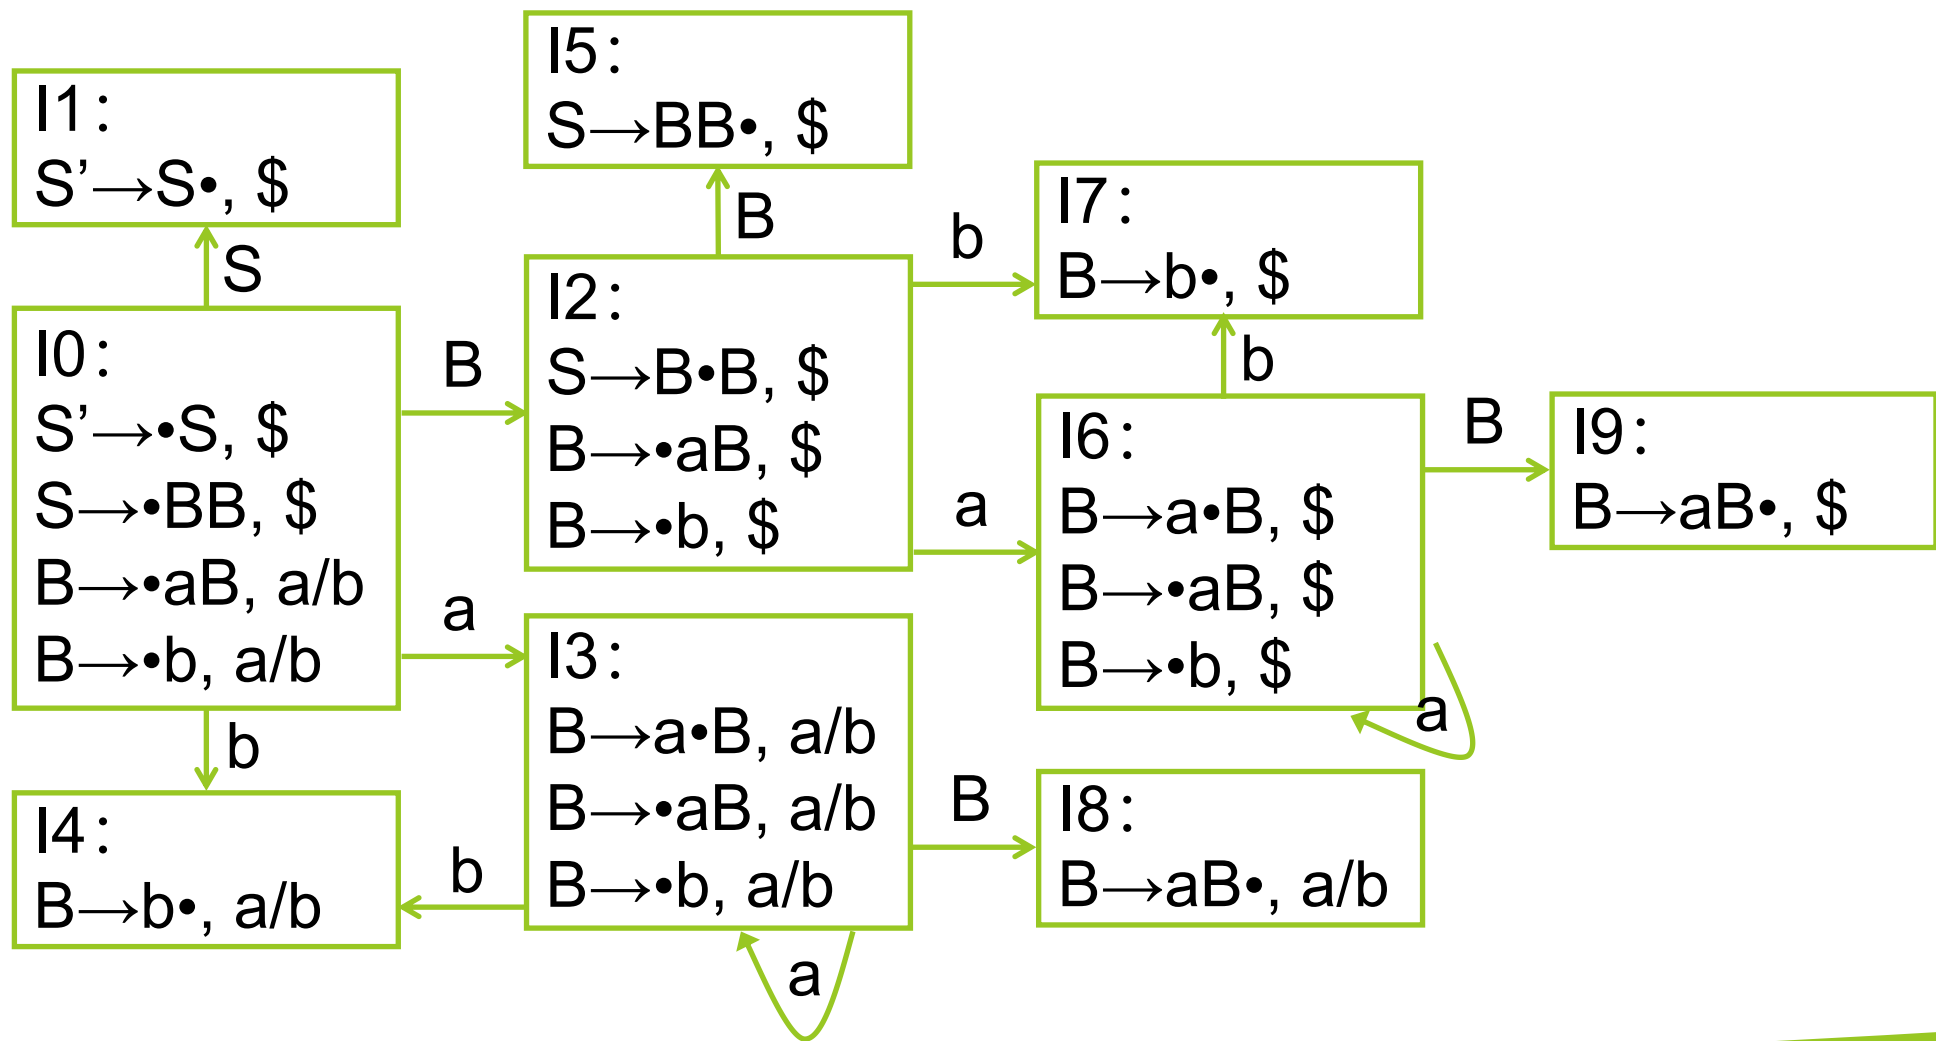 I5:
S→BB•, $
I1:
S’→S•, $
S
B
b
I7:
B→b•, $
I0:
S’→•S, $
S→•BB, $
B→•aB, a/b
B→•b, a/b
B
I2:
S→B•B, $
B→•aB, $
B→•b, $
b
a
I6:
B→a•B, $
B→•aB, $
B→•b, $
B
I9:
B→aB•, $
a
a
I3:
B→a•B, a/b
B→•aB, a/b
B→•b, a/b
b
I4:
B→b•, a/b
b
B
I8:
B→aB•, a/b
a